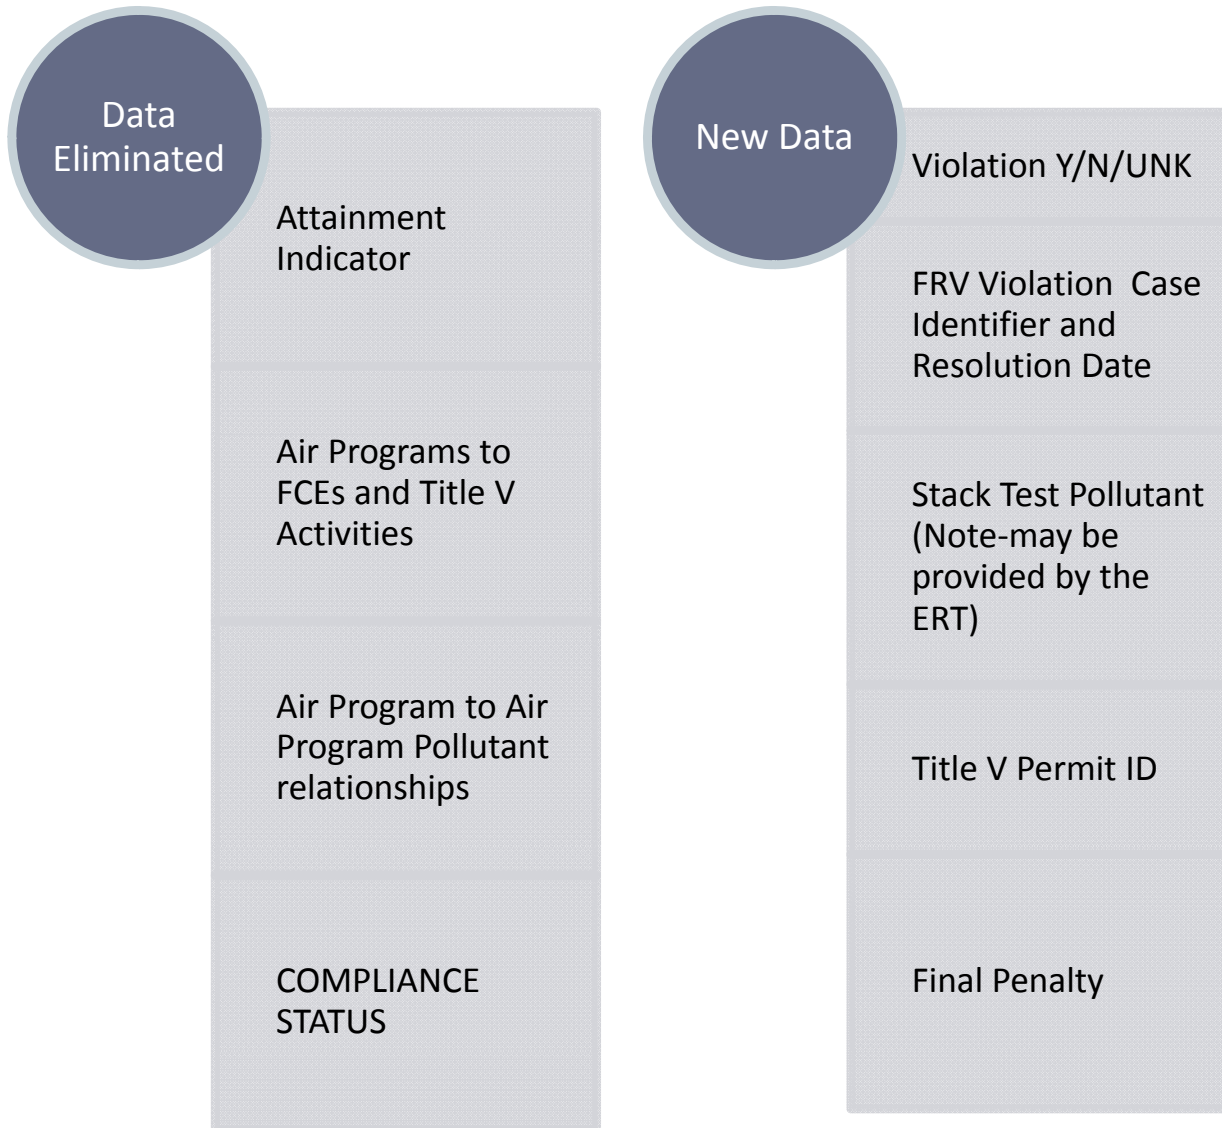 Data
Eliminated
Attainment
Indicator
Air Programs to
FCEs and Title V
Activities
Air Program to Air
Program Pollutant
relationships
COMPLIANCE
STATUS
New Data
Violation Y/N/UNK
FRV Violation  Case
Identifier and
Resolution Date
Stack Test Pollutant
(Note-may be
provided by the
ERT)
Title V Permit ID
Final Penalty